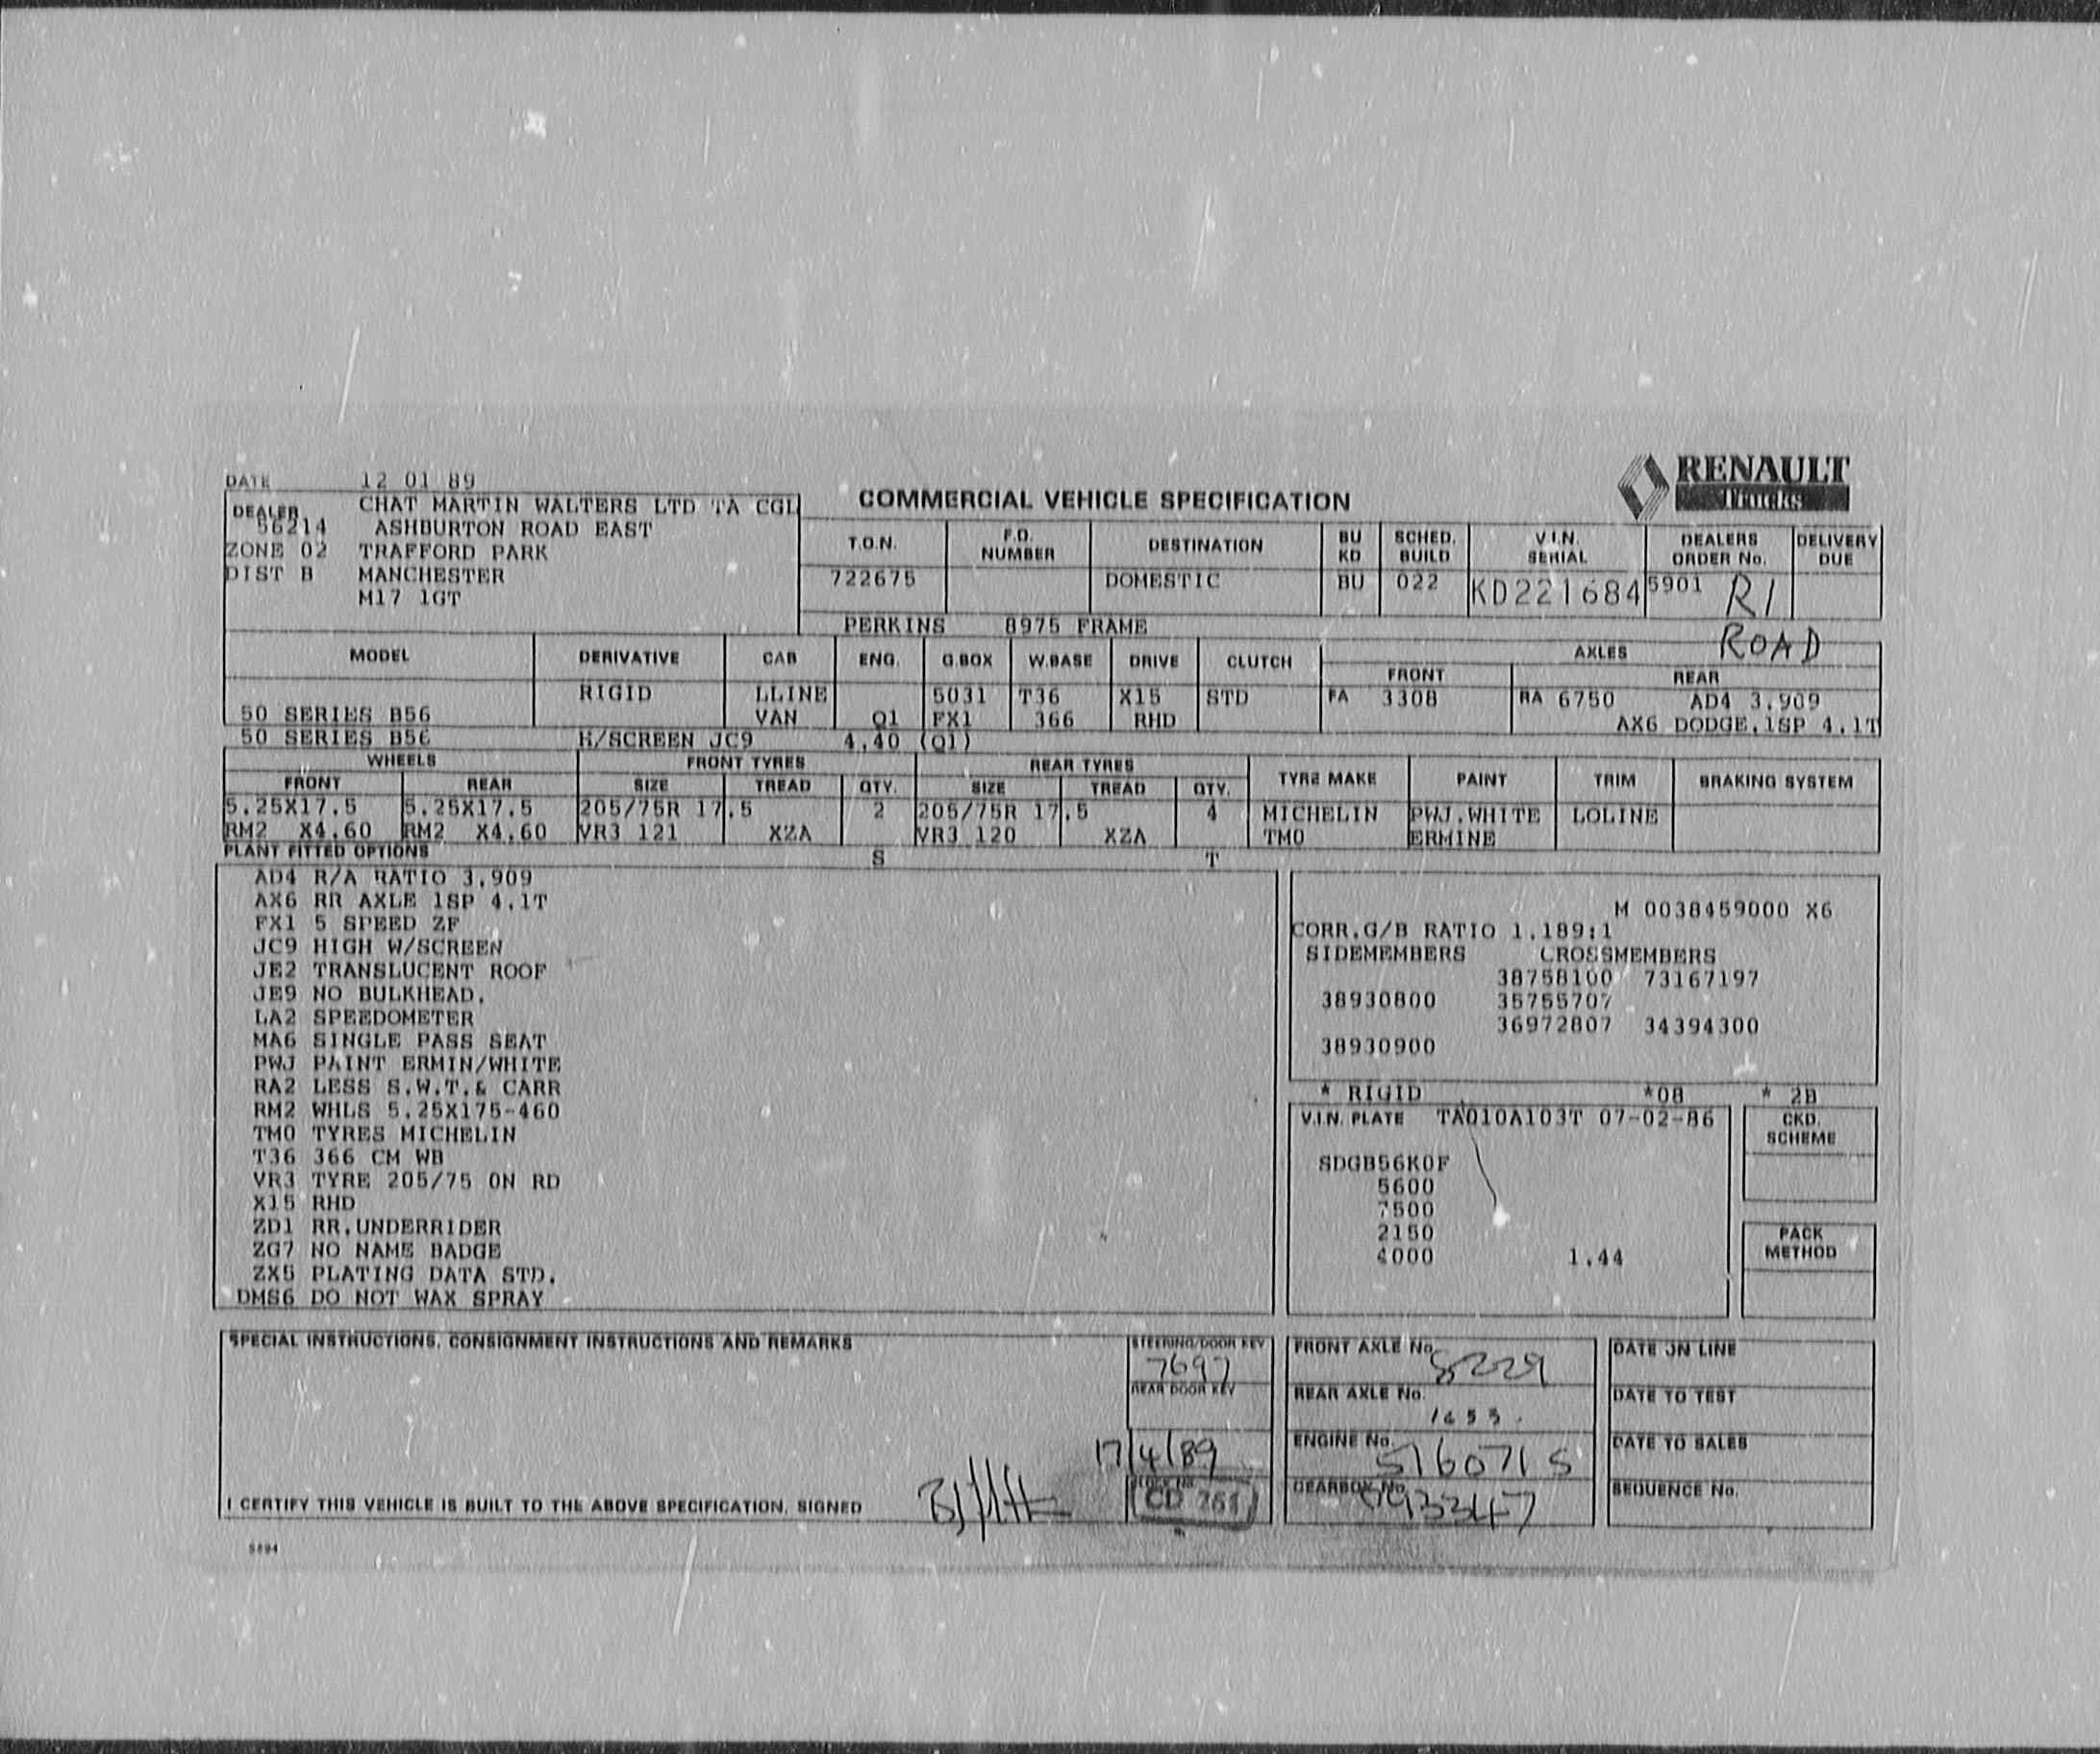 DATE 12 01 89
RENAULT
Trucks
COMMERCIAL VEHICLE SPECIFICATION
DEALER CHAT MARTIN WALTERS LTD TA CGL
56214 ASHBURTON ROAD EAST
ZONE 02 TRAFFORD PARK
DIST B MANCHESTER
M17 1GT
T.O.N. F.O. NUMBER DESTINATION BU KD SCHED. BUILD V.I.N. SERIAL DEALERS ORDER No. DELIVERY DUE
722675 DOMESTIC BU 022 KD221684 5901 R1
PERKINS 8975 FRAME
ROAD
MODEL DERIVATIVE CAB ENG. G.BOX W.BASE DRIVE CLUTCH AXLES
FRONT REAR
RIGID LLINE 5031 T36 X15 STD FA 3308 RA 6750 AD4 3.909
50 SERIES B56 VAN Q1 FX1 366 RHD AX6 DODGE.1SP 4.1T
50 SERIES B56 H/SCREEN JC9 4.40 (Q1)
WHEELS FRONT TYRES REAR TYRES TYRE MAKE PAINT TRIM BRAKING SYSTEM
FRONT REAR SIZE TREAD QTY. SIZE TREAD QTY.
5.25X17.5 5.25X17.5 205/75R 17.5 2 205/75R 17.5 4 MICHELIN PWJ.WHITE LOLINE
RM2 X4.60 RM2 X4.60 VR3 121 XZA VR3 120 XZA TM0 ERMINE
PLANT FITTED OPTIONS S T
AD4 R/A RATIO 3.909
AX6 RR AXLE 1SP 4.1T
FX1 5 SPEED ZF
JC9 HIGH W/SCREEN
JE2 TRANSLUCENT ROOF
JE9 NO BULKHEAD.
LA2 SPEEDOMETER
MA6 SINGLE PASS SEAT
PWJ PAINT ERMIN/WHITE
RA2 LESS S.W.T.& CARR
RM2 WHLS 5.25X175-460
TM0 TYRES MICHELIN
T36 366 CM WB
VR3 TYRE 205/75 ON RD
X15 RHD
ZD1 RR.UNDERRIDER
ZG7 NO NAME BADGE
ZX5 PLATING DATA STD.
DMS6 DO NOT WAX SPRAY
M 0038459000 X6
CORR.G/B RATIO 1.189:1
SIDEMEMBERS CROSSMEMBERS
38758100 73167197
38930800 35755707
36972807 34394300
38930900
* RIGID *08 * 2B
V.I.N. PLATE TA010A103T 07-02-86
SDGB56K0F
5600
7500
2150
4000 1.44
CKD. SCHEME
PACK METHOD
SPECIAL INSTRUCTIONS, CONSIGNMENT INSTRUCTIONS AND REMARKS
STEERING/DOOR KEY
7697
REAR DOOR KEY
17/4/89
CD 261
I CERTIFY THIS VEHICLE IS BUILT TO THE ABOVE SPECIFICATION. SIGNED
FRONT AXLE No. 8229
REAR AXLE No. 1653.
ENGINE No. 516071S
GEARBOX No.
DATE ON LINE
DATE TO TEST
DATE TO SALES
SEQUENCE No.